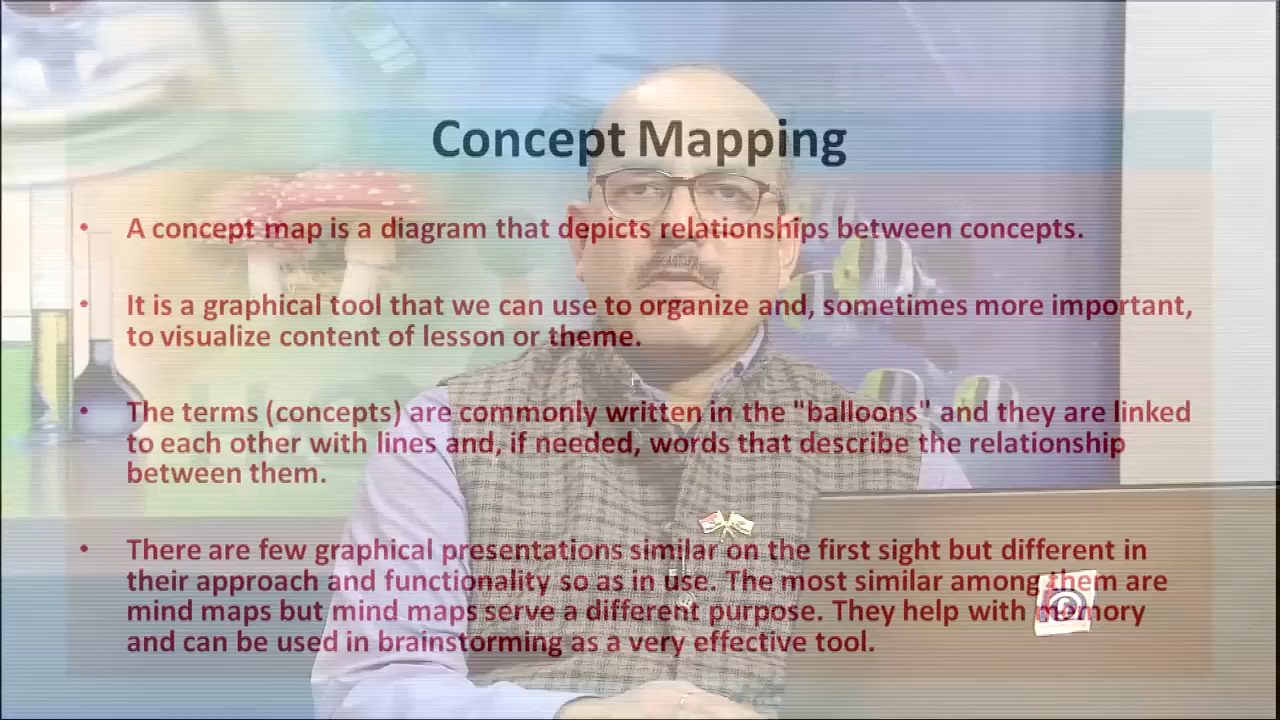 Concept Mapping
• A concept map is a diagram that depicts relationships between concepts.
• It is a graphical tool that we can use to organize and, sometimes more important,
to visualize content of lesson or theme.
• The terms (concepts) are commonly written in the "balloons" and they are linked
to each other with lines and, if needed, words that describe the relationship
between them.
• There are few graphical presentations similar on the first sight but different in
their approach and functionality so as in use. The most similar among them are
mind maps but mind maps serve a different purpose. They help with memory
and can be used in brainstorming as a very effective tool.